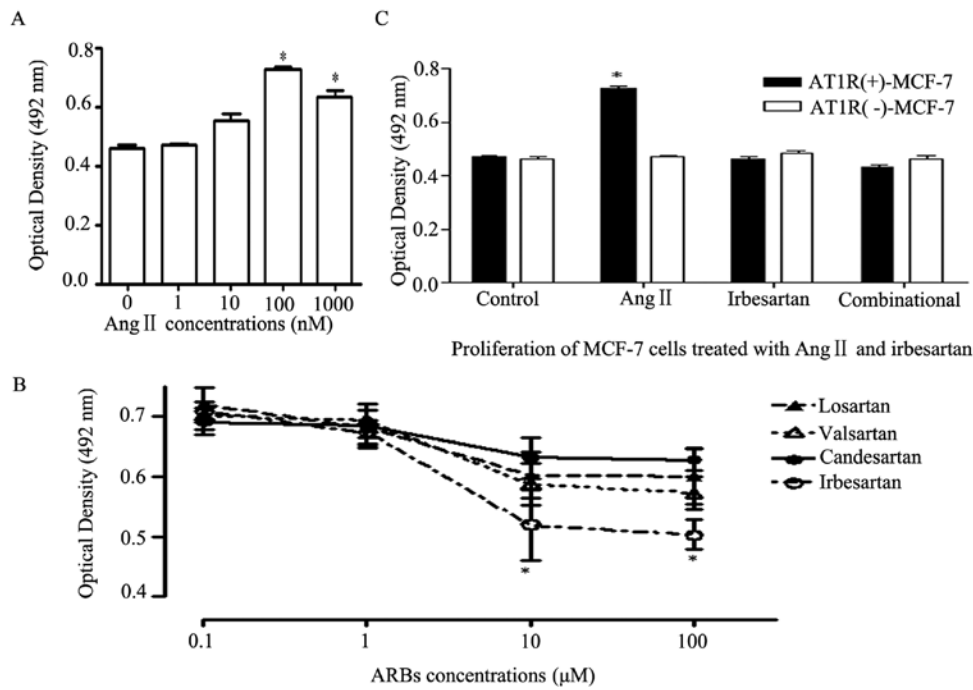 A
Optical Density (492 nm)
0.8
0.6
0.4
0.2
0.0
*
*
0 1 10 100 1000
Ang Ⅱ concentrations (nM)
C
Optical Density (492 nm)
0.8
0.6
0.4
0.2
0.0
*
AT1R(+)-MCF-7
AT1R( -)-MCF-7
Control Ang Ⅱ Irbesartan Combinational
Proliferation of MCF-7 cells treated with Ang Ⅱ and irbesartan
B
Optical Density (492 nm)
0.7
0.6
0.5
0.4
*
*
Losartan
Valsartan
Candesartan
Irbesartan
0.1 1 10 100
ARBs concentrations (μM)